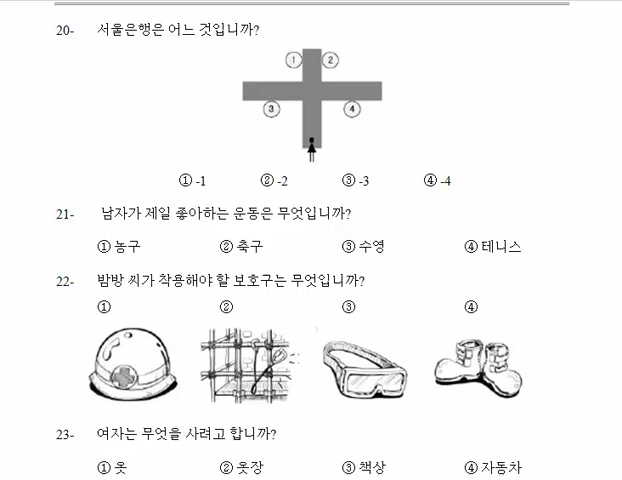 20- 서울은행은 어느 것입니까?
① ②
③ ④
① -1 ② -2 ③ -3 ④ -4
21- 남자가 제일 좋아하는 운동은 무엇입니까?
① 농구 ② 축구 ③ 수영 ④ 테니스
22- 밤방 씨가 착용해야 할 보호구는 무엇입니까?
① ② ③ ④
23- 여자는 무엇을 사려고 합니까?
① 옷 ② 옷장 ③ 책상 ④ 자동차